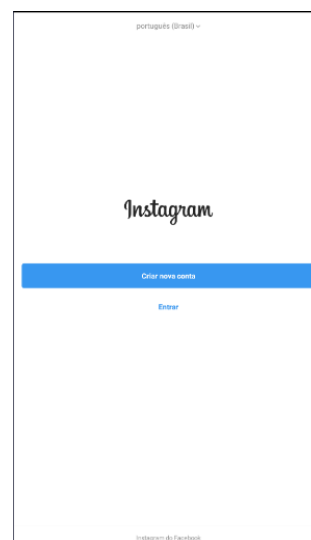 português (Brasil)
Instagram
Criar nova conta
Entrar
Instagram do Facebook